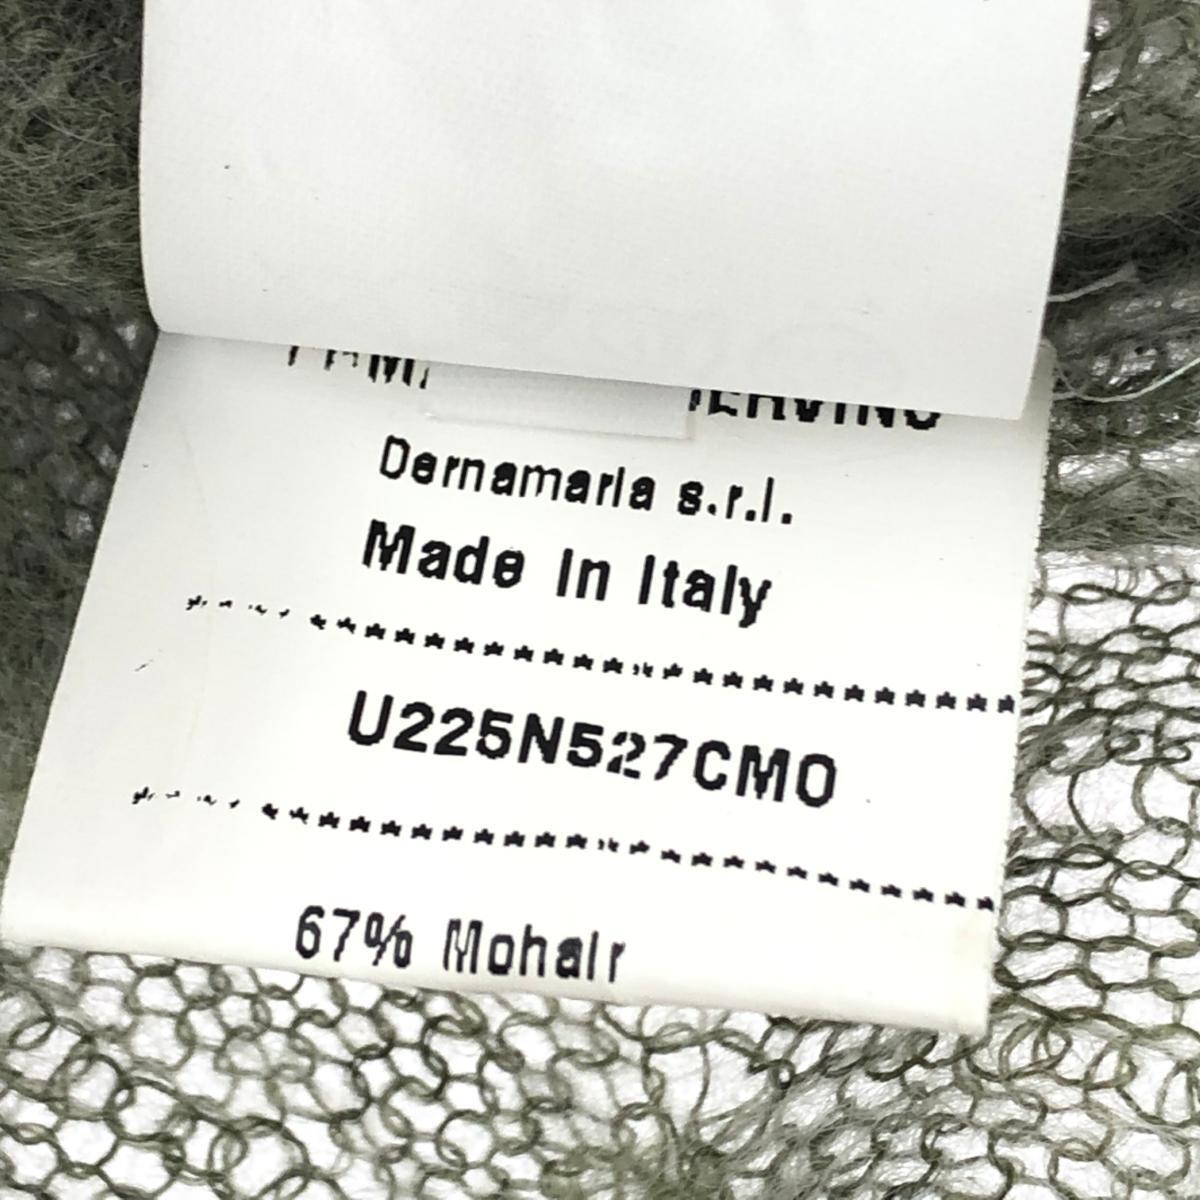 Dernamaria s.r.l.
Made in Italy
U225N527CMO
67% Mohair